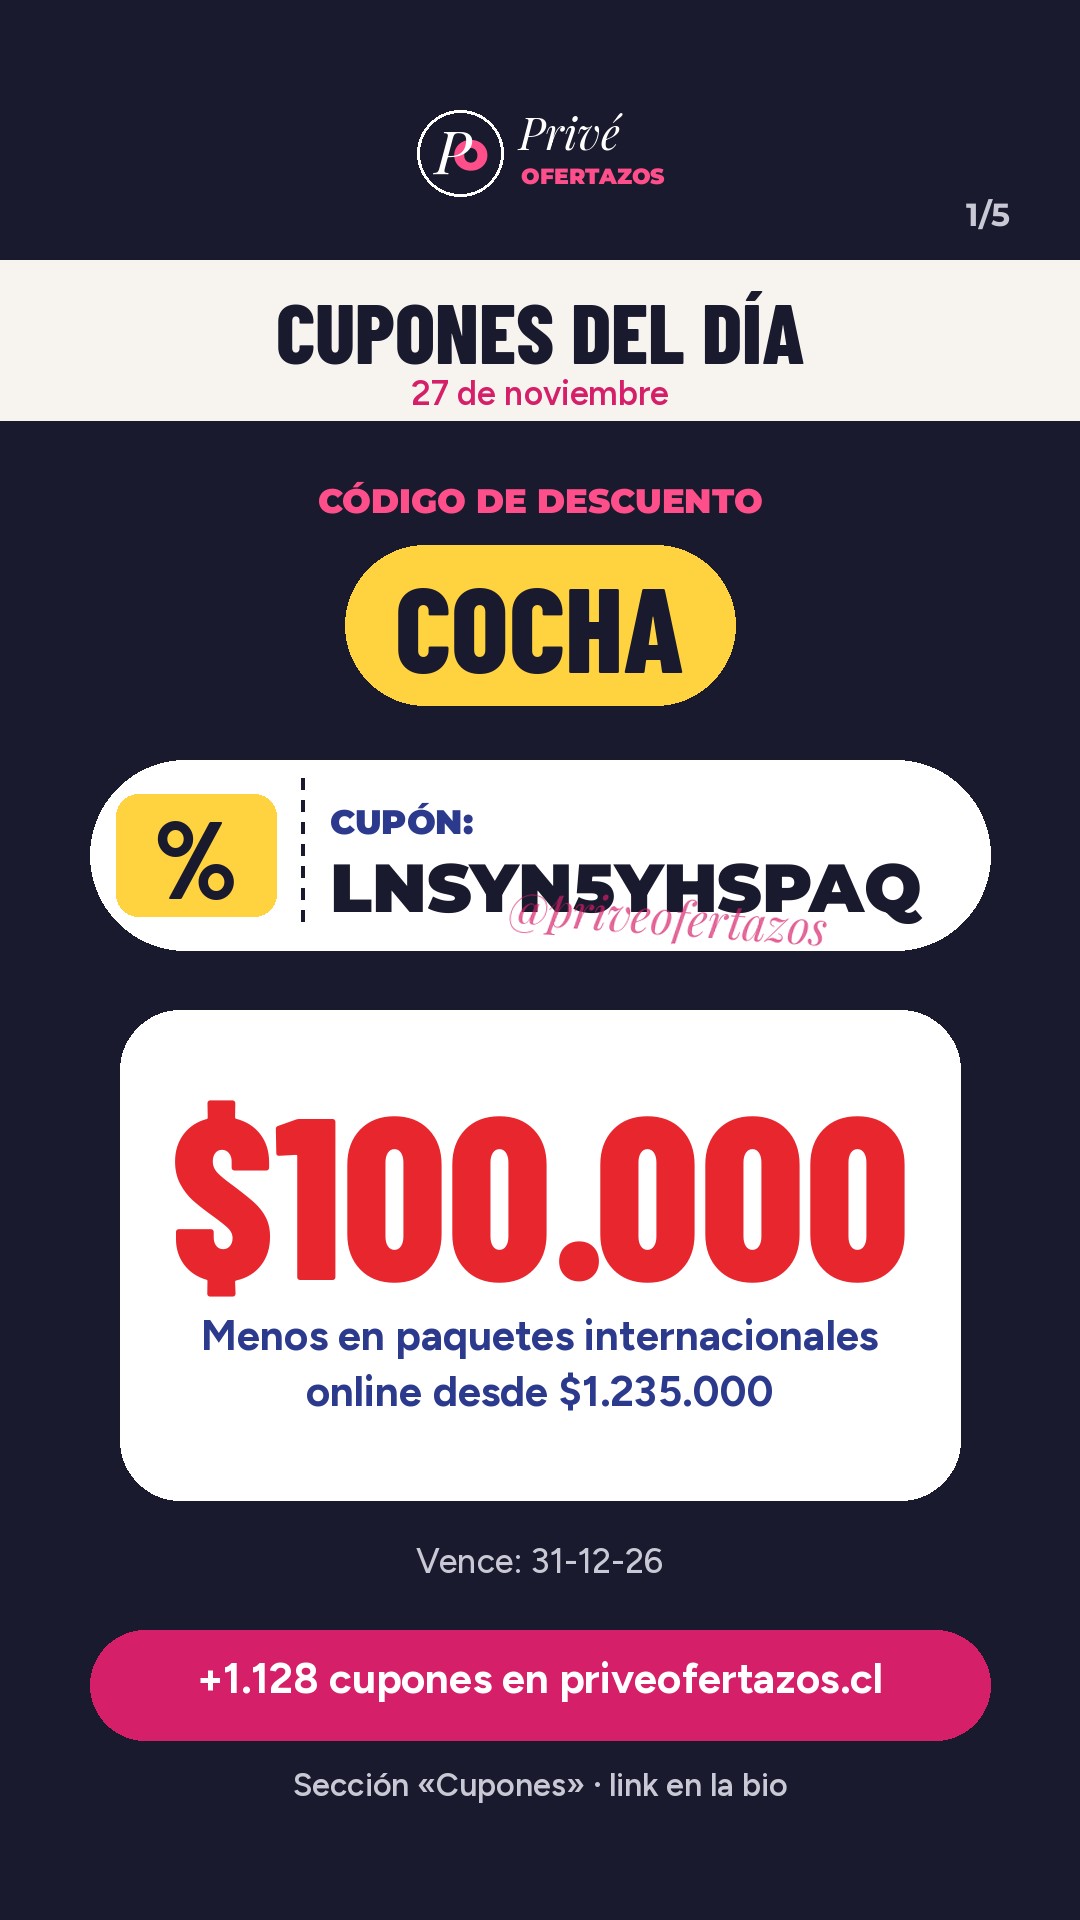 Po
Privé
OFERTAZOS
1/5
CUPONES DEL DÍA
27 de noviembre
CÓDIGO DE DESCUENTO
COCHA
%
CUPÓN:
LNSYN5YHSPAQ
@priveofertazos
$100.000
Menos en paquetes internacionales
online desde $1.235.000
Vence: 31-12-26
+1.128 cupones en priveofertazos.cl
Sección «Cupones» · link en la bio